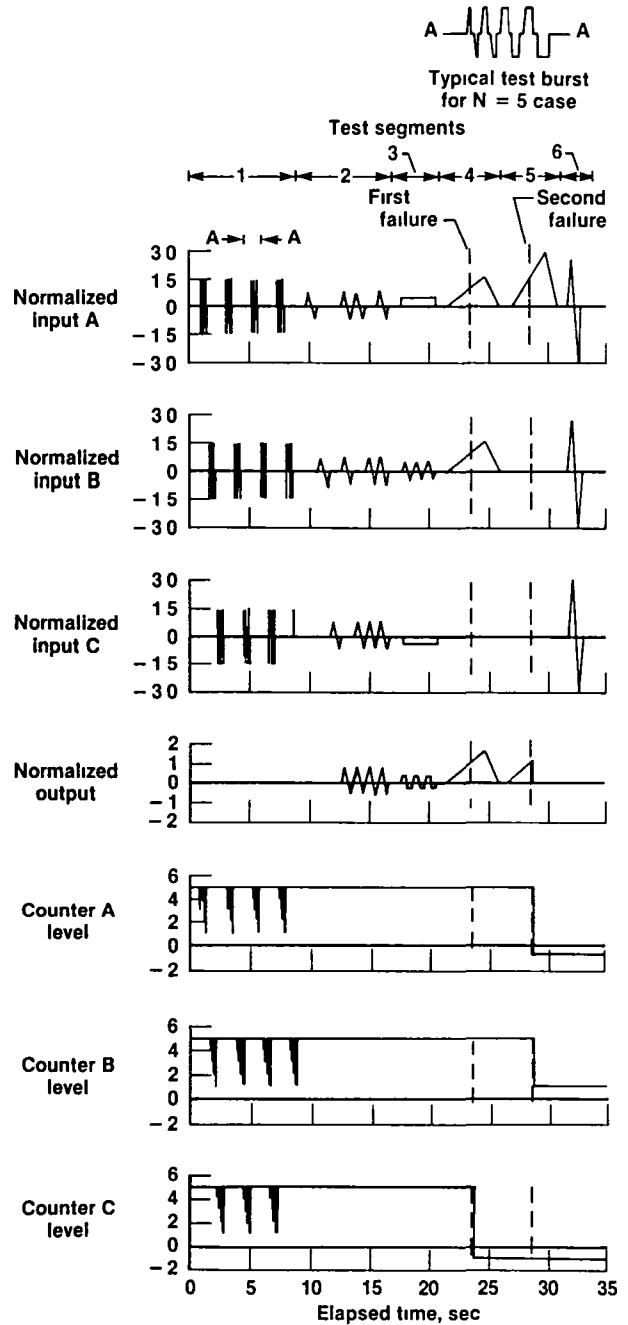 A A
Typical test burst
for N = 5 case
Test segments
1 2 3 4 5 6
First
failure
Second
failure
A A
Normalized
input A
30
15
0
−15
−30
Normalized
input B
30
15
0
−15
−30
Normalized
input C
30
15
0
−15
−30
Normalized
output
2
1
0
−1
−2
Counter A
level
6
4
2
0
−2
Counter B
level
6
4
2
0
−2
Counter C
level
6
4
2
0
−2
0 5 10 15 20 25 30 35
Elapsed time, sec